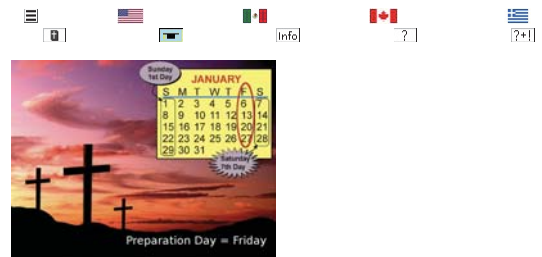 Info
?
?+!
Sunday
1st Day
JANUARY
S M T W T F S
1 2 3 4 5 6 7
8 9 10 11 12 13 14
15 16 17 18 19 20 21
22 23 24 25 26 27 28
29 30 31
Saturday
7th Day
Preparation Day = Friday